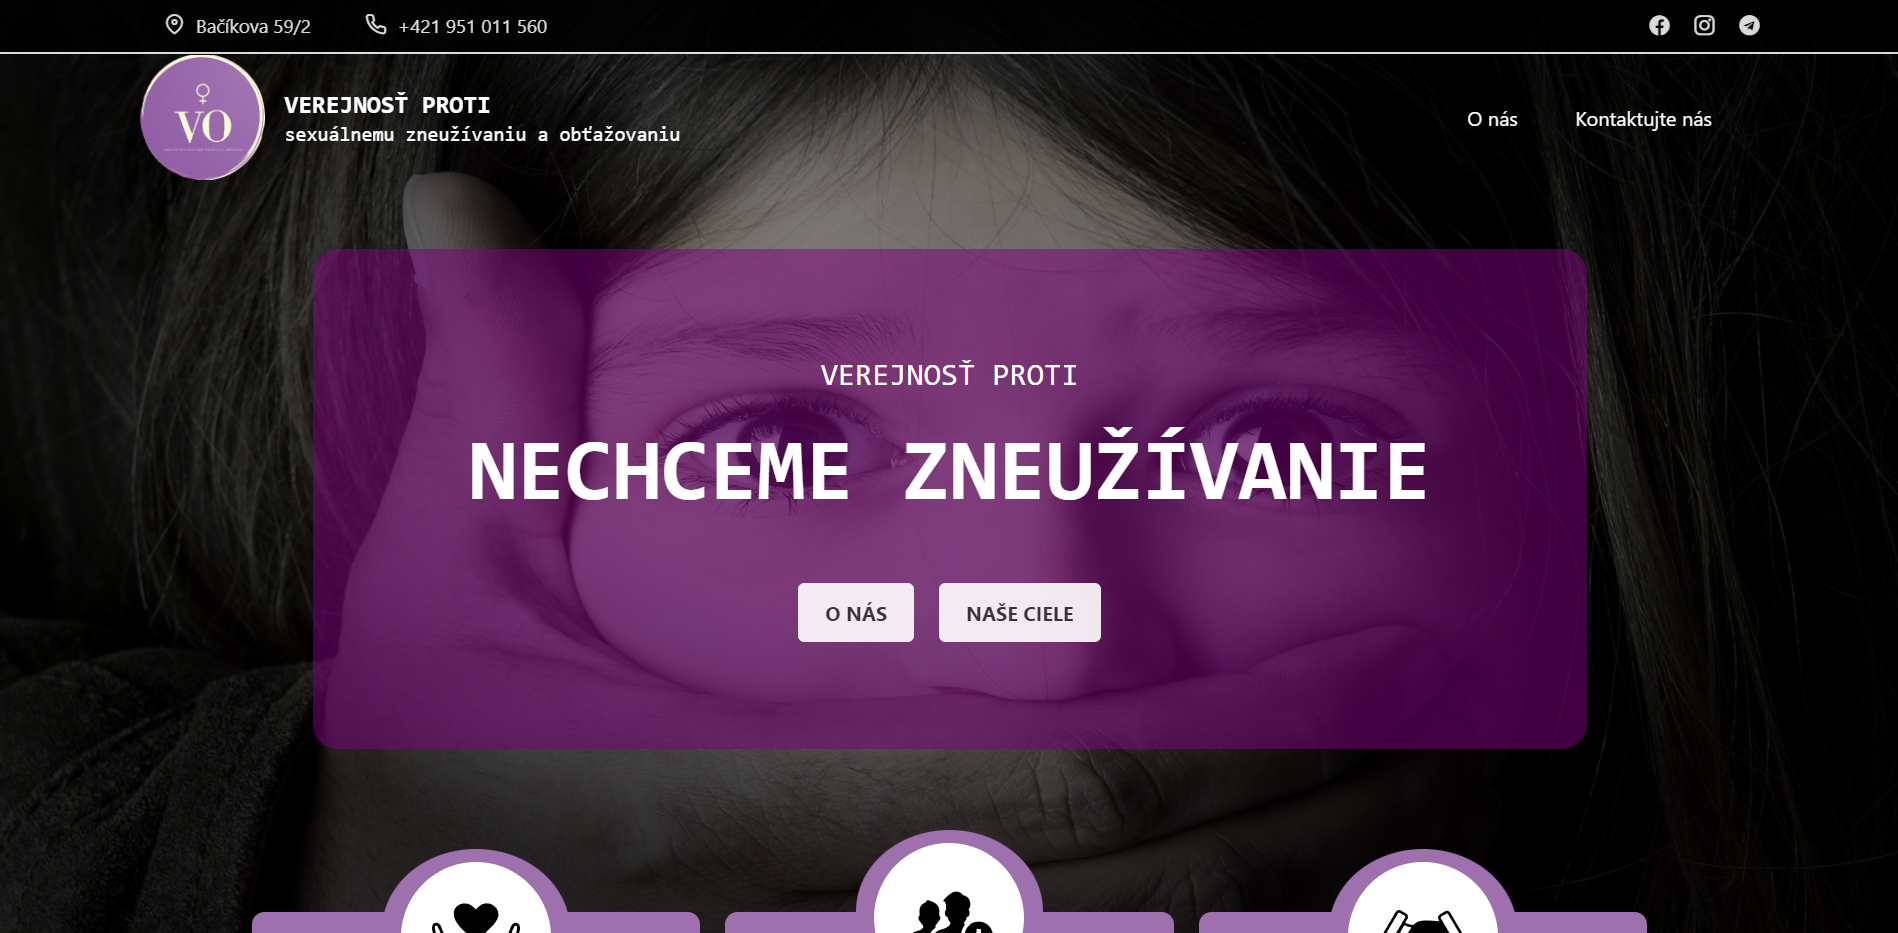 Bačíkova 59/2
+421 951 011 560
VO
VEREJNOSŤ PROTI
sexuálnemu zneužívaniu a obťažovaniu
O nás
Kontaktujte nás
VEREJNOSŤ PROTI
NECHCEME ZNEUŽÍVANIE
O NÁS
NAŠE CIELE